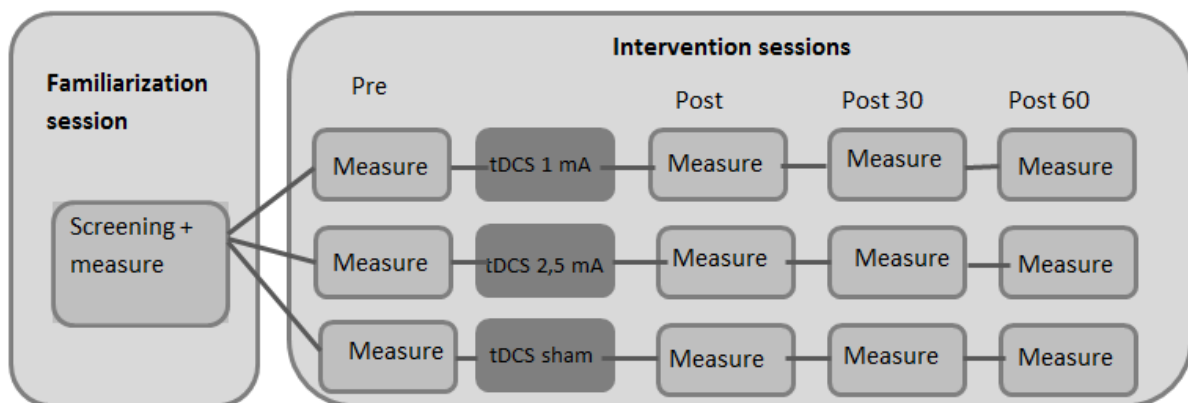 Familiarization
session
Screening +
measure
Intervention sessions
Pre
Post
Post 30
Post 60
Measure
tDCS 1 mA
Measure
Measure
Measure
Measure
tDCS 2,5 mA
Measure
Measure
Measure
Measure
tDCS sham
Measure
Measure
Measure